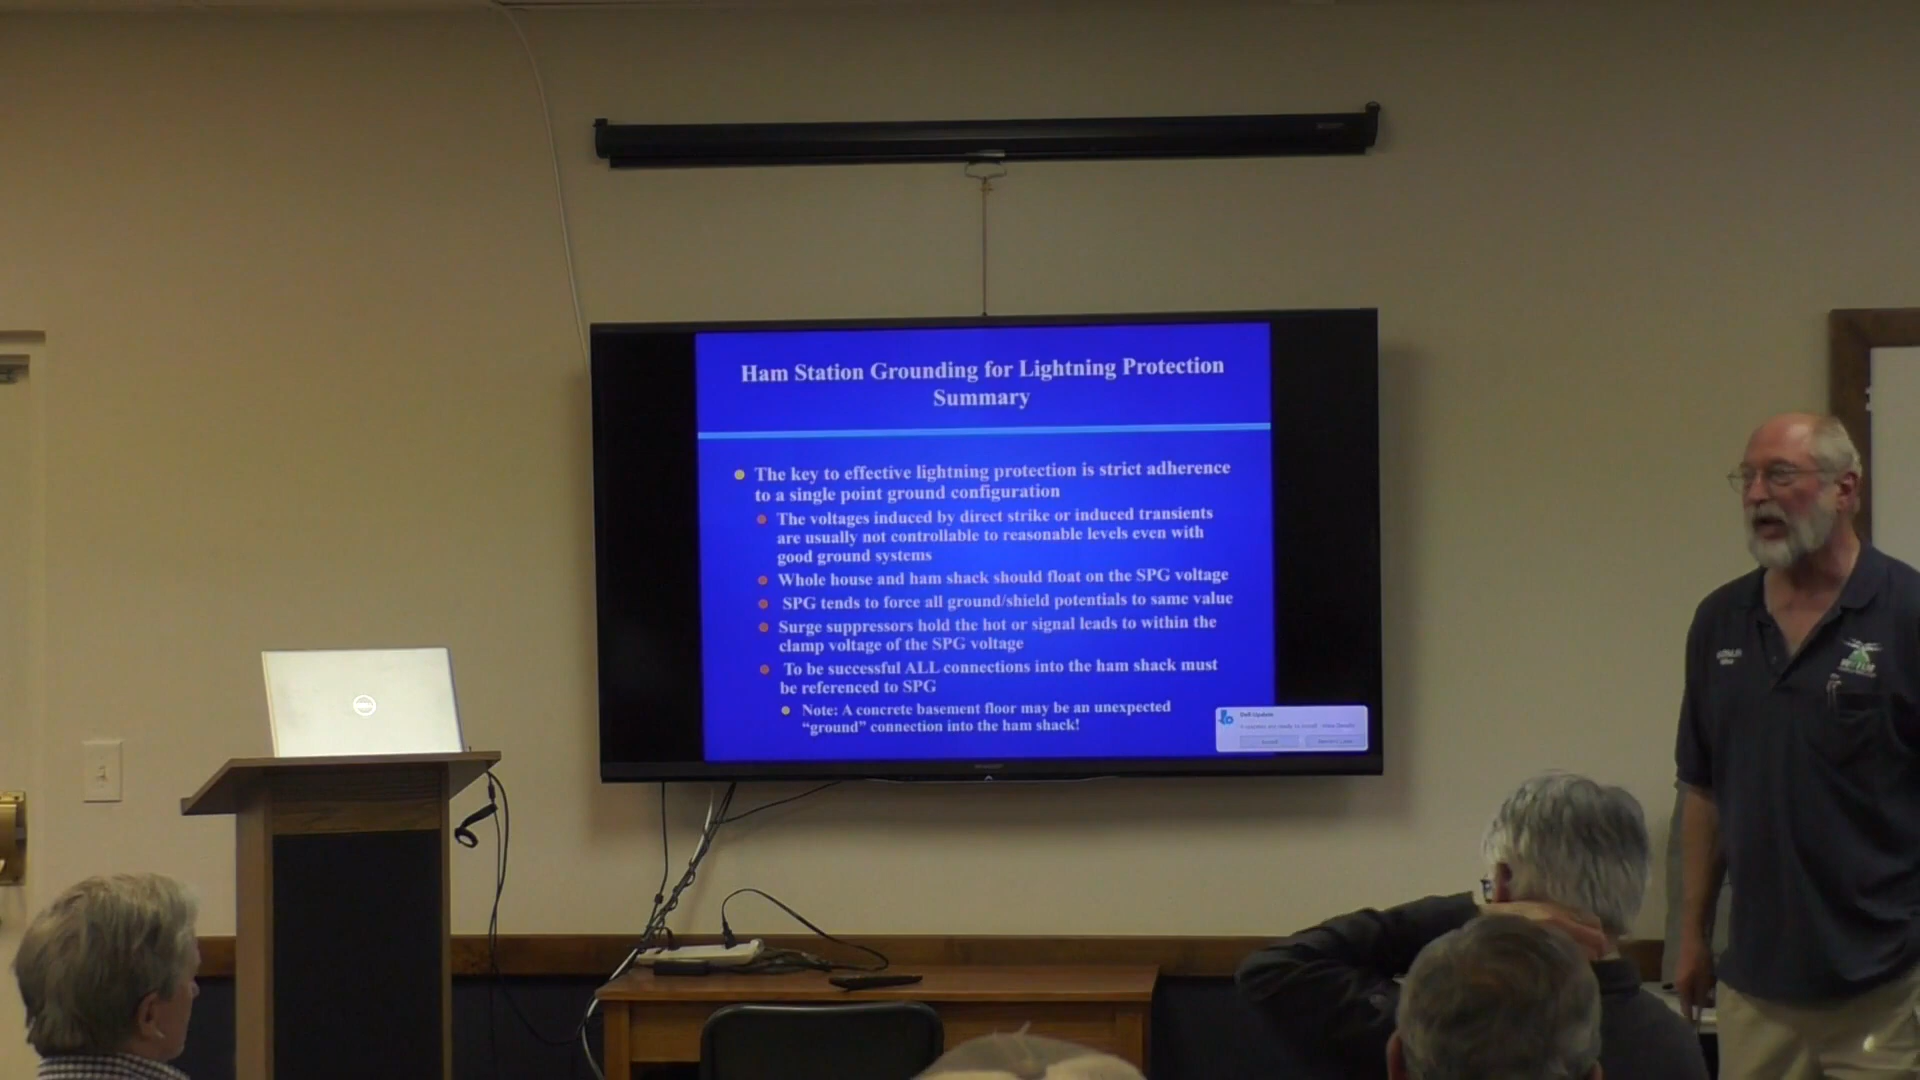 Ham Station Grounding for Lightning Protection
Summary
The key to effective lightning protection is strict adherence
to a single point ground configuration
The voltages induced by direct strike or induced transients
are usually not controllable to reasonable levels even with
good ground systems
Whole house and ham shack should float on the SPG voltage
SPG tends to force all ground/shield potentials to same value
Surge suppressors hold the hot or signal leads to within the
clamp voltage of the SPG voltage
To be successful ALL connections into the ham shack must
be referenced to SPG
Note: A concrete basement floor may be an unexpected
“ground” connection into the ham shack!
Dell Update
DELL